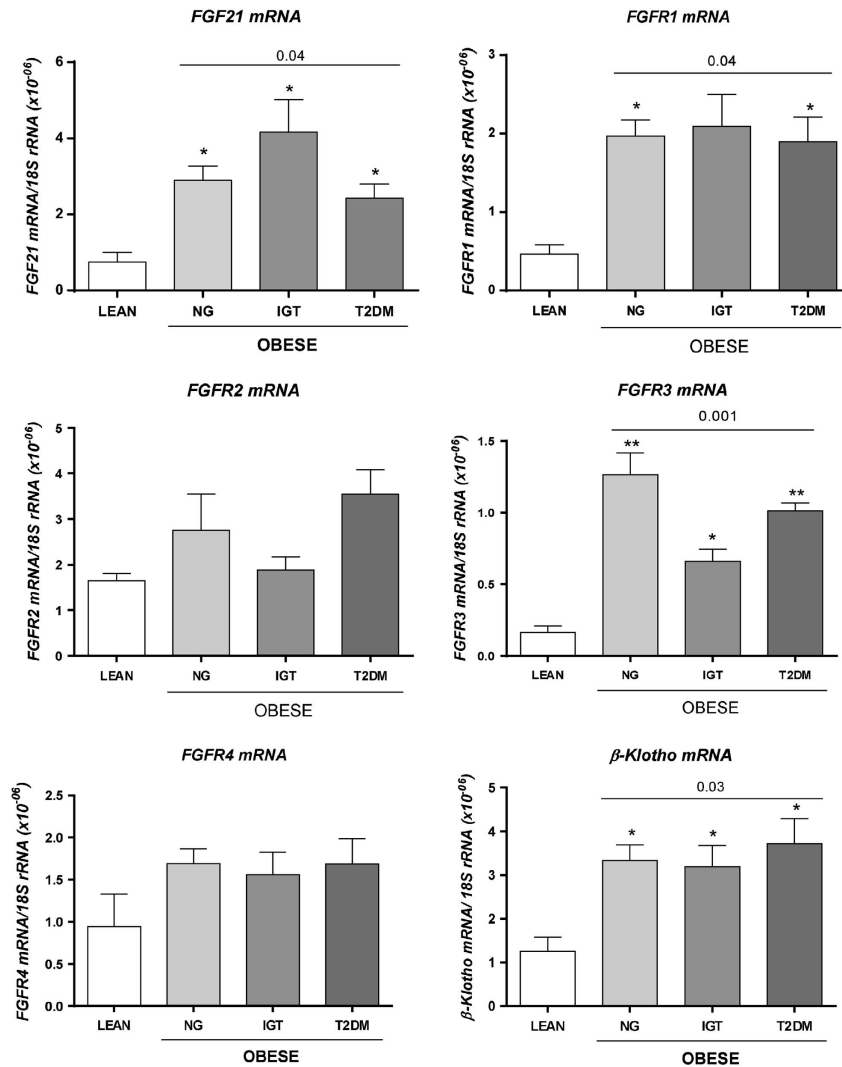 FGF21 mRNA
FGF21 mRNA/18S rRNA (x10⁻⁰⁶)
0.04
6
4
2
0
*
*
*
LEAN NG IGT T2DM
OBESE
FGFR1 mRNA
FGFR1 mRNA/18S rRNA (x10⁻⁰⁶)
0.04
3
2
1
0
*
*
LEAN NG IGT T2DM
OBESE
FGFR2 mRNA
FGFR2 mRNA/18S rRNA (x10⁻⁰⁶)
5
4
3
2
1
0
LEAN NG IGT T2DM
OBESE
FGFR3 mRNA
FGFR3 mRNA/18S rRNA (x10⁻⁰⁶)
0.001
1.5
1.0
0.5
0.0
**
*
**
LEAN NG IGT T2DM
OBESE
FGFR4 mRNA
FGFR4 mRNA/18S rRNA (x10⁻⁰⁶)
2.5
2.0
1.5
1.0
0.5
0.0
LEAN NG IGT T2DM
OBESE
β-Klotho mRNA
β-Klotho mRNA/ 18S rRNA (x10⁻⁰⁶)
0.03
5
4
3
2
1
0
*
*
*
LEAN NG IGT T2DM
OBESE